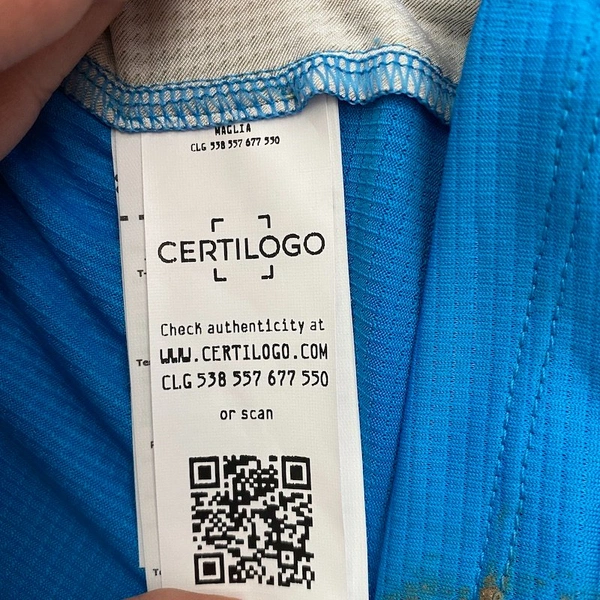 MAGLIA
CLG 538 557 677 550
CERTILOGO
Check authenticity at
WWW.CERTILOGO.COM
CLG 538 557 677 550
or scan